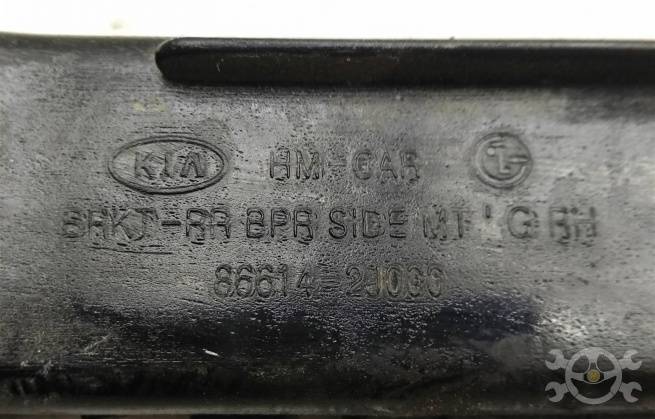 KIA HM-CAR
BRKT-RR BPR SIDE MT'G RH
86614-2J000